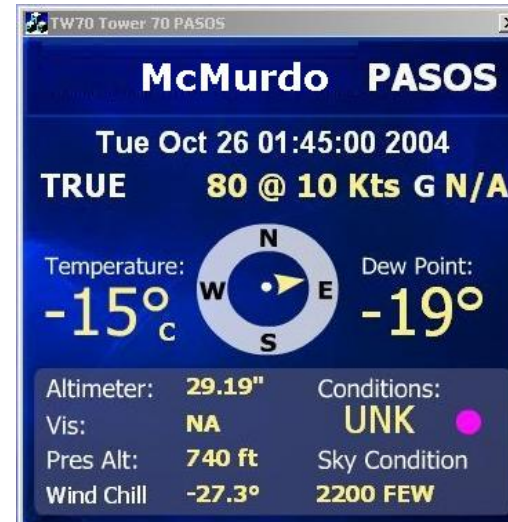 TW70 Tower 70 PASOS
McMurdo PASOS
Tue Oct 26 01:45:00 2004
TRUE 80 @ 10 Kts G N/A
N
Temperature: Dew Point:
W E
-15° C -19°
S
Altimeter: 29.19" Conditions:
Vis: NA UNK
Pres Alt: 740 ft Sky Condition
Wind Chill -27.3° 2200 FEW